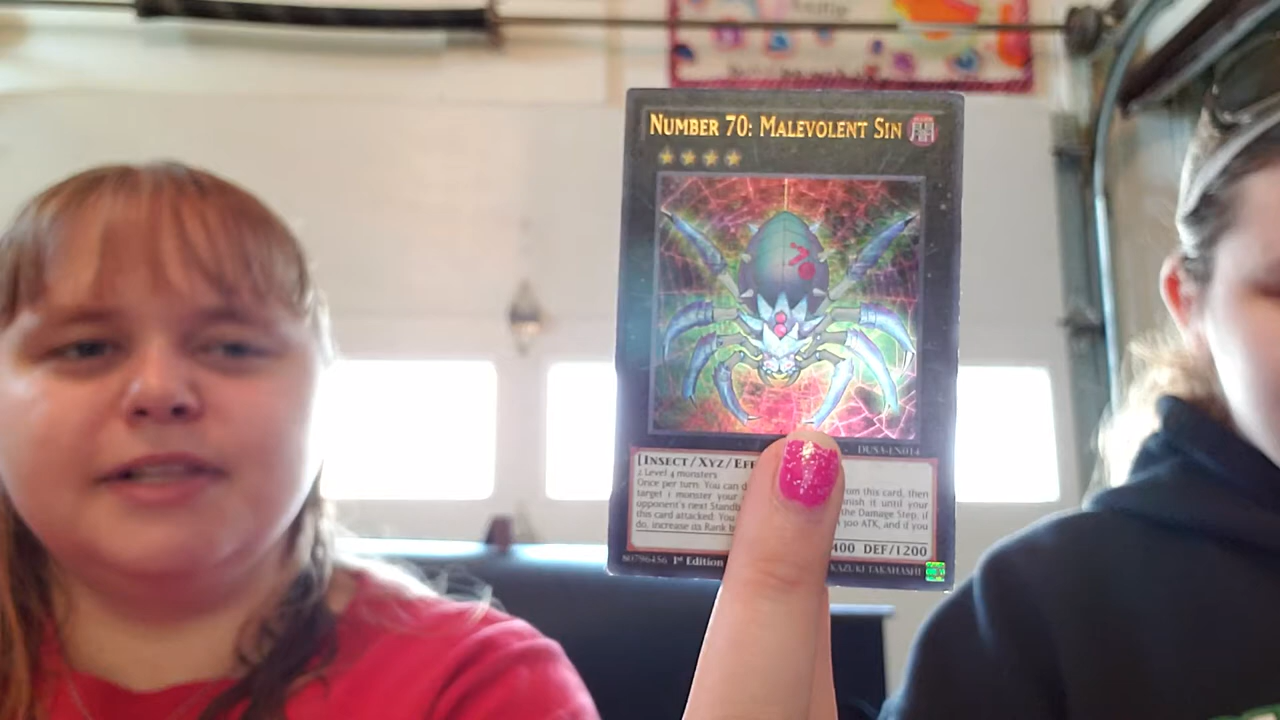 NUMBER 70: MALEVOLENT SIN
70
DUSA-EN014
[INSECT/XYZ/EFF
2 Level 4 monsters
Once per turn: You can d from this card, then
target 1 monster your it until your
opponent's next Standb the Damage Step, if
this card attacked: You 300 ATK, and if you
do, increase its Rank b
400 DEF/1200
80796456 1st Edition KAZUKI TAKAHASHI